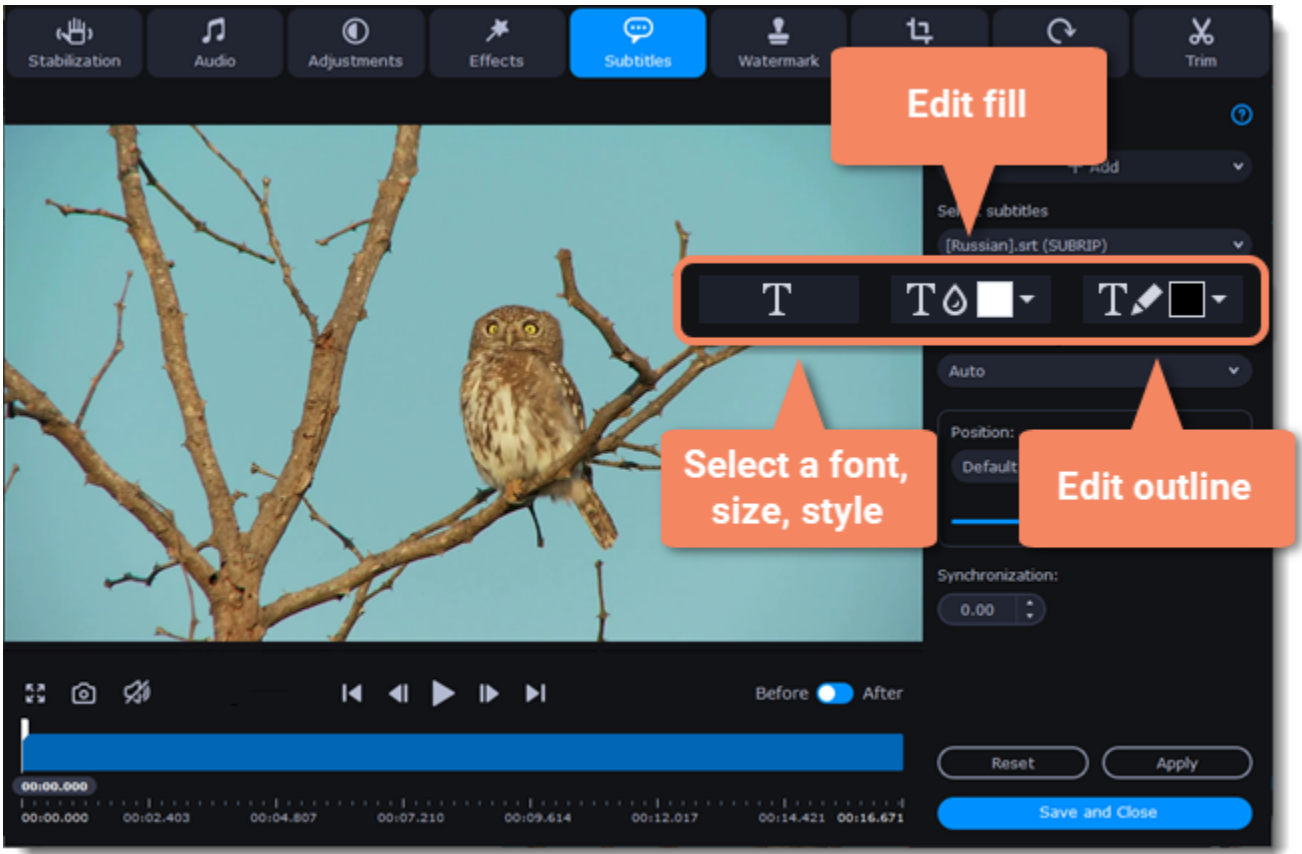 Stabilization
Audio
Adjustments
Effects
Subtitles
Watermark
Trim
Edit fill
+ Add
Select subtitles
[Russian].srt (SUBRIP)
T
T
T
Auto
Position:
Default
Select a font,
size, style
Edit outline
Synchronization:
0.00
Before
After
00:00.000
00:00.000 00:02.403 00:04.807 00:07.210 00:09.614 00:12.017 00:14.421 00:16.671
Reset
Apply
Save and Close